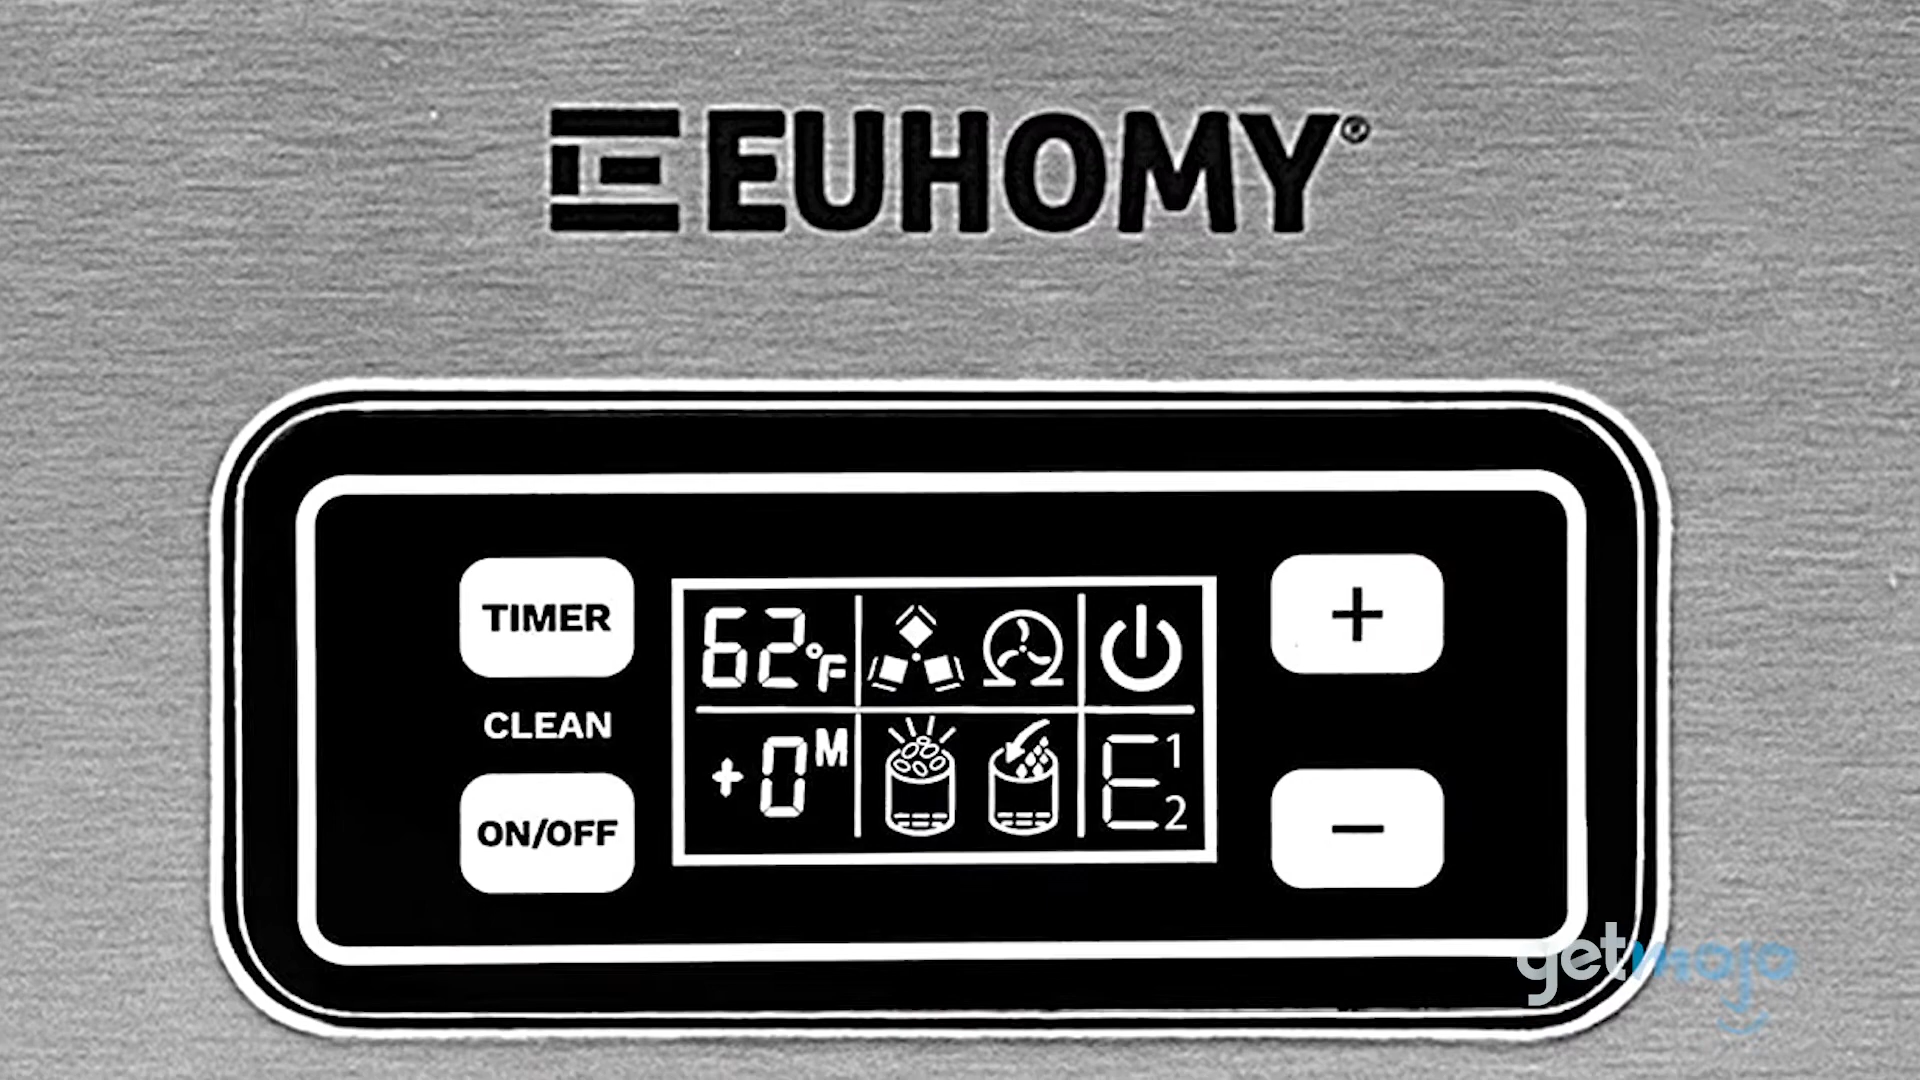 EUHOMY®
TIMER
CLEAN
ON/OFF
62°F
+0M
E1
2
+
−
getmojo